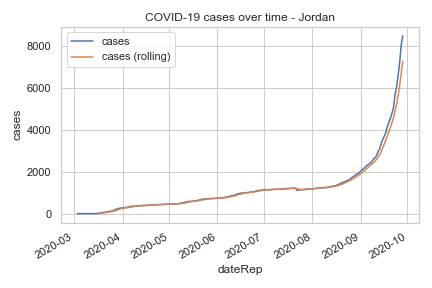 COVID-19 cases over time - Jordan
cases
cases (rolling)
8000
6000
4000
2000
0
cases
2020-03
2020-04
2020-05
2020-06
2020-07
2020-08
2020-09
2020-10
dateRep